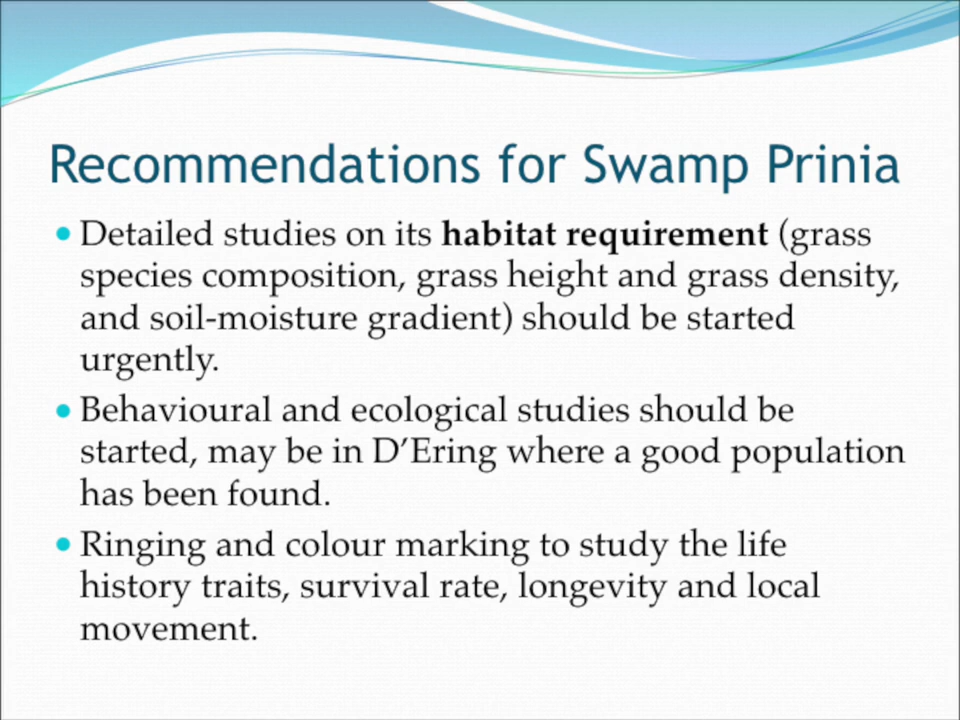 Recommendations for Swamp Prinia
• Detailed studies on its habitat requirement (grass
species composition, grass height and grass density,
and soil-moisture gradient) should be started
urgently.
• Behavioural and ecological studies should be
started, may be in D’Ering where a good population
has been found.
• Ringing and colour marking to study the life
history traits, survival rate, longevity and local
movement.